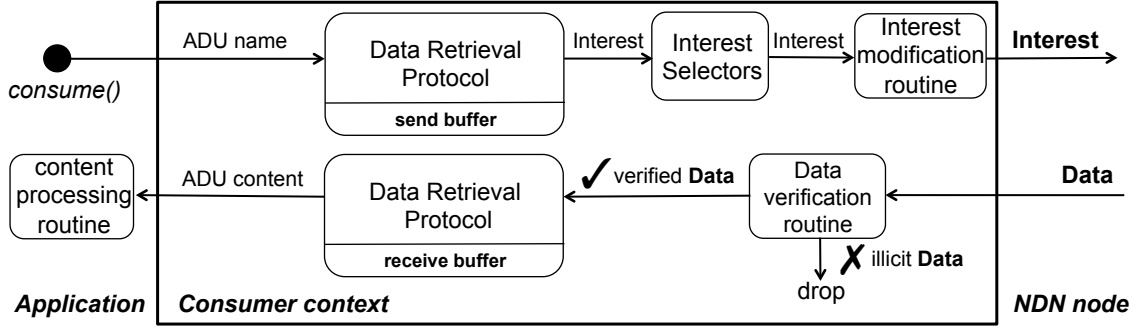 ADU name
Data Retrieval
Protocol
send buffer
Interest
Interest
Selectors
Interest
Interest
modification
routine
Interest
consume()
content
processing
routine
ADU content
Data Retrieval
Protocol
receive buffer
verified Data
Data
verification
routine
Data
illicit Data
drop
Application
Consumer context
NDN node